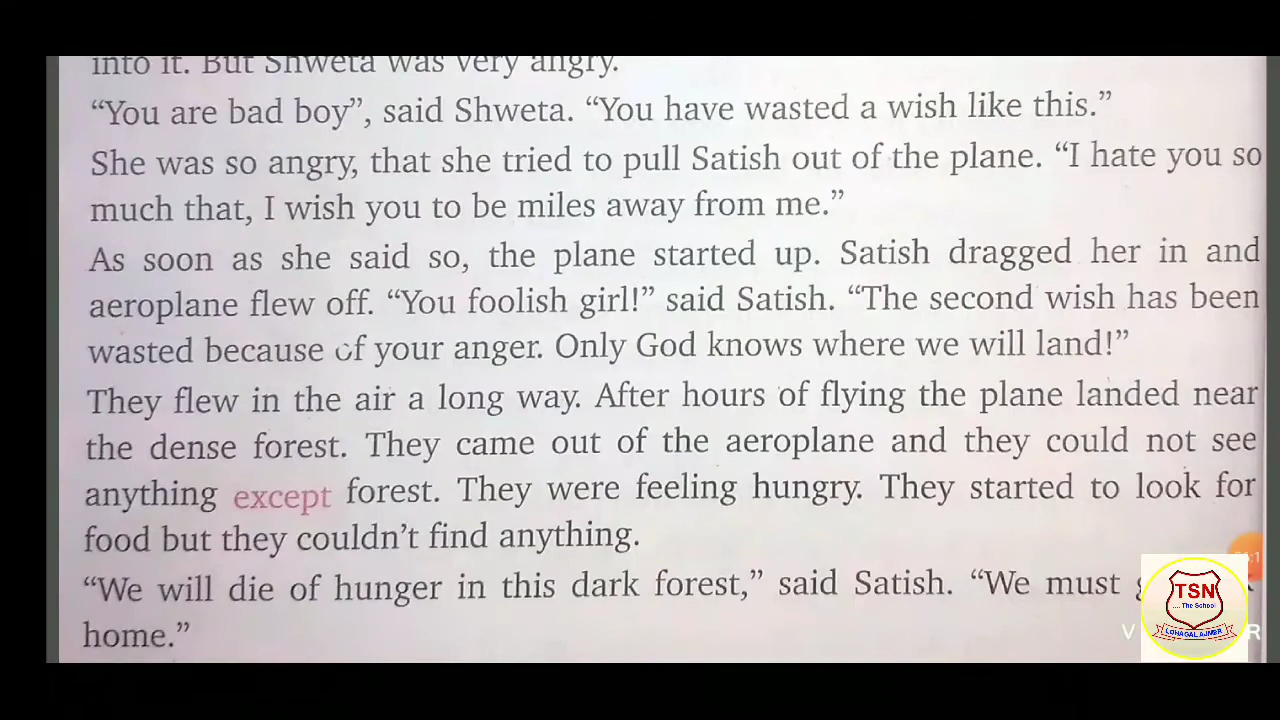 into it. But Shweta was very angry.
“You are bad boy”, said Shweta. “You have wasted a wish like this.”
She was so angry, that she tried to pull Satish out of the plane. “I hate you so
much that, I wish you to be miles away from me.”
As soon as she said so, the plane started up. Satish dragged her in and
aeroplane flew off. “You foolish girl!” said Satish. “The second wish has been
wasted because of your anger. Only God knows where we will land!”
They flew in the air a long way. After hours of flying the plane landed near
the dense forest. They came out of the aeroplane and they could not see
anything except forest. They were feeling hungry. They started to look for
food but they couldn’t find anything.
“We will die of hunger in this dark forest,” said Satish. “We must
home.”
TSN
.... The School
LOHAGAL AJMER